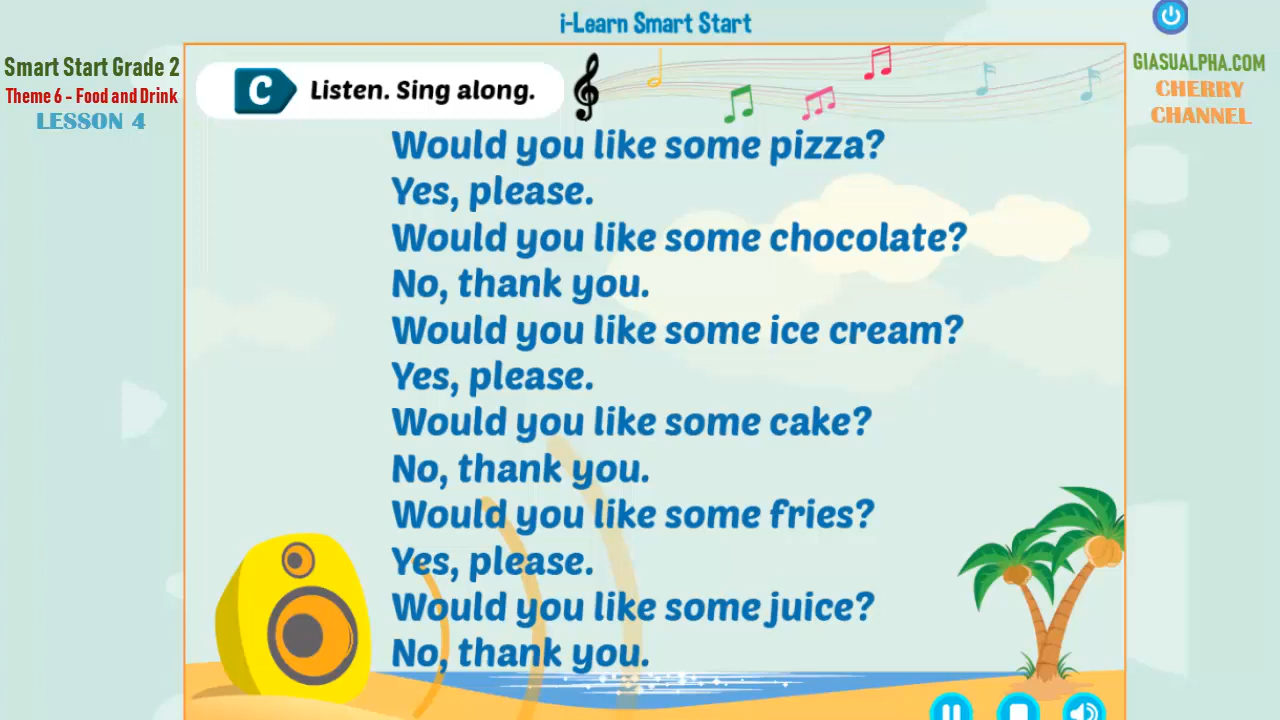 i-Learn Smart Start
Smart Start Grade 2
Theme 6 - Food and Drink
LESSON 4
GIASUALPHA.COM
CHERRY
CHANNEL
C Listen. Sing along.
Would you like some pizza?
Yes, please.
Would you like some chocolate?
No, thank you.
Would you like some ice cream?
Yes, please.
Would you like some cake?
No, thank you.
Would you like some fries?
Yes, please.
Would you like some juice?
No, thank you.